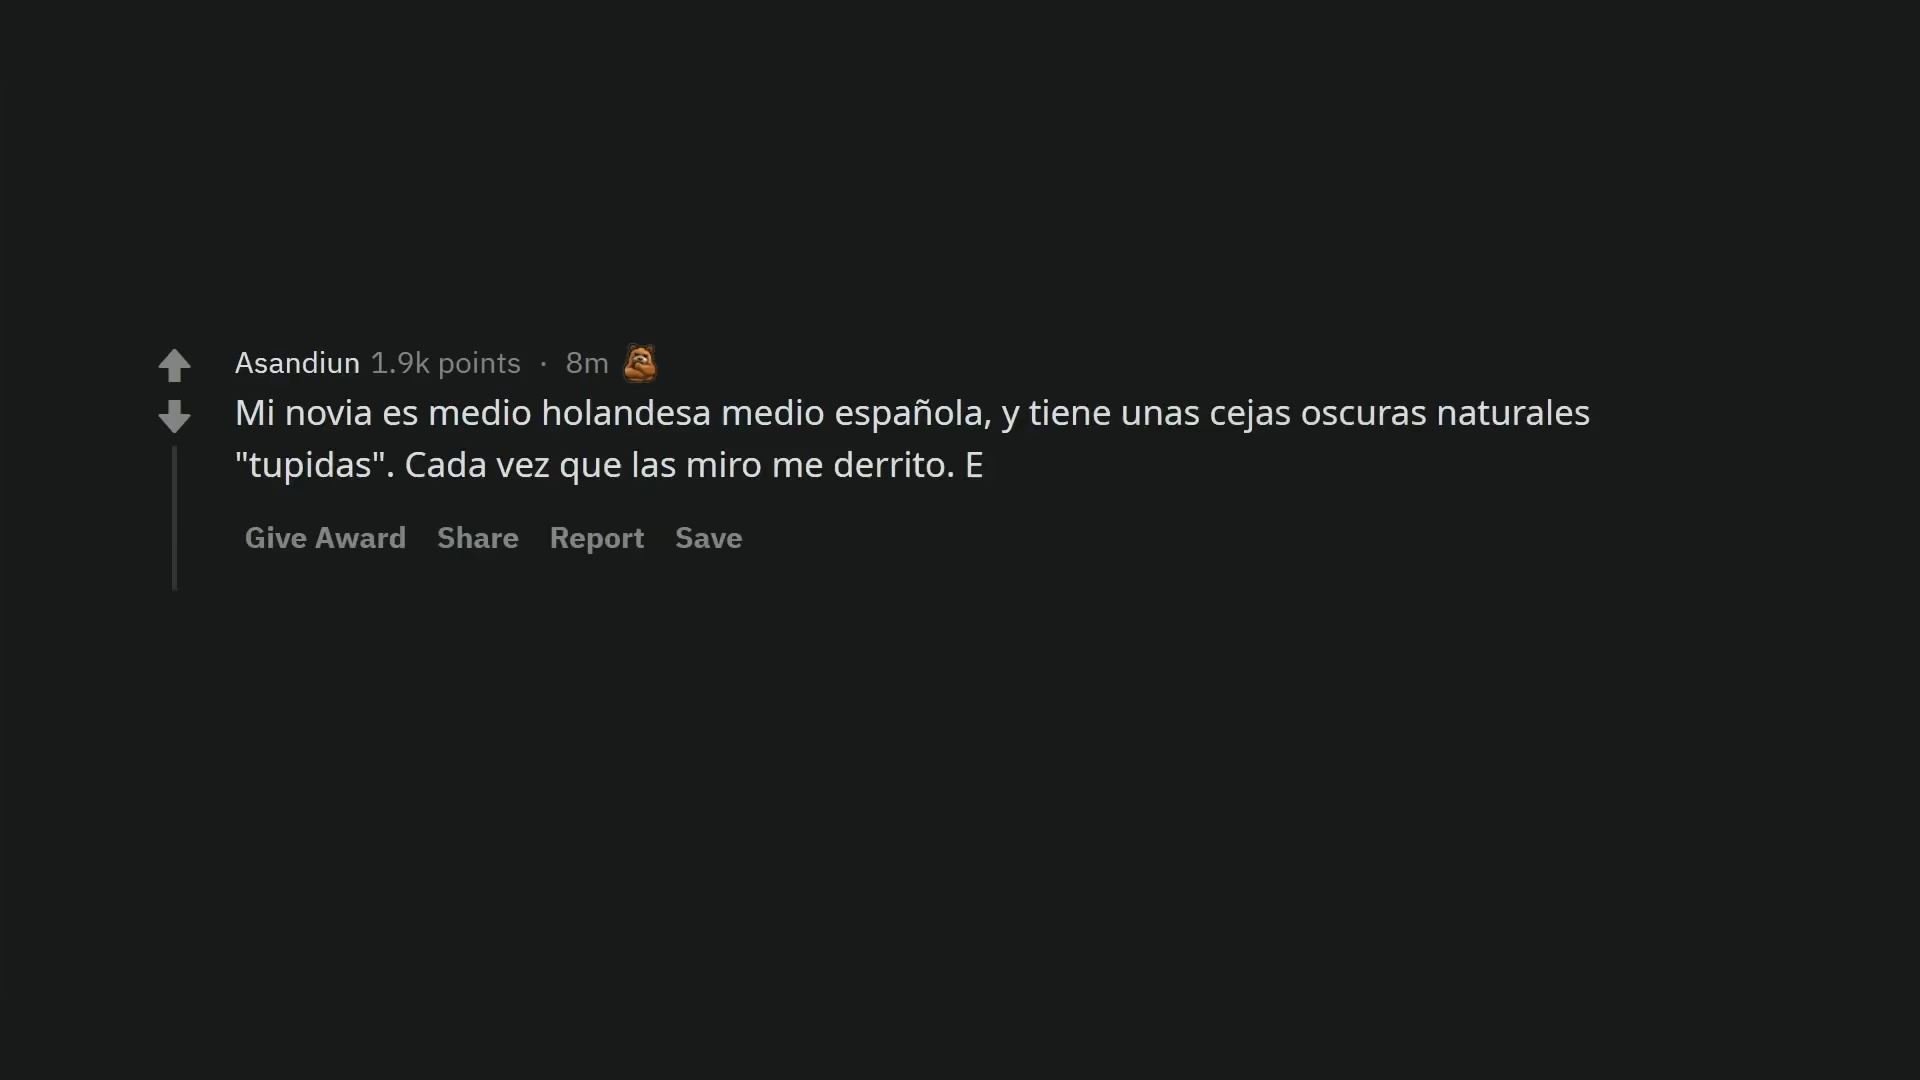 Asandiun 1.9k points · 8m
Mi novia es medio holandesa medio española, y tiene unas cejas oscuras naturales
"tupidas". Cada vez que las miro me derrito. E
Give Award Share Report Save